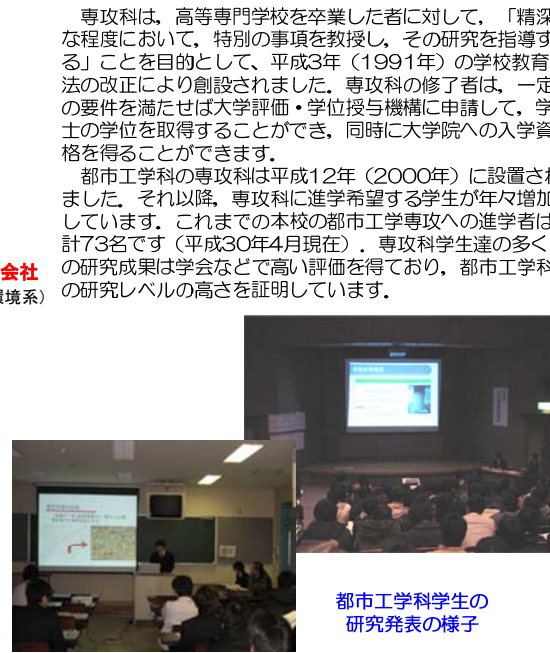 専攻科は，高等専門学校を卒業した者に対して，「精深
な程度において，特別の事項を教授し，その研究を指導す
る」ことを目的として、平成3年（1991年）の学校教育
法の改正により創設されました．専攻科の修了者は，一定
の要件を満たせば大学評価・学位授与機構に申請して，学
士の学位を取得することができ，同時に大学院への入学資
格を得ることができます．
都市工学科の専攻科は平成12年（2000年）に設置され
ました．それ以降，専攻科に進学希望する学生が年々増加
しています．これまでの本校の都市工学専攻への進学者は
計73名です（平成30年4月現在）．専攻科学生達の多く
の研究成果は学会などで高い評価を得ており，都市工学科
の研究レベルの高さを証明しています．
会社
環境系）
都市工学科学生の
研究発表の様子